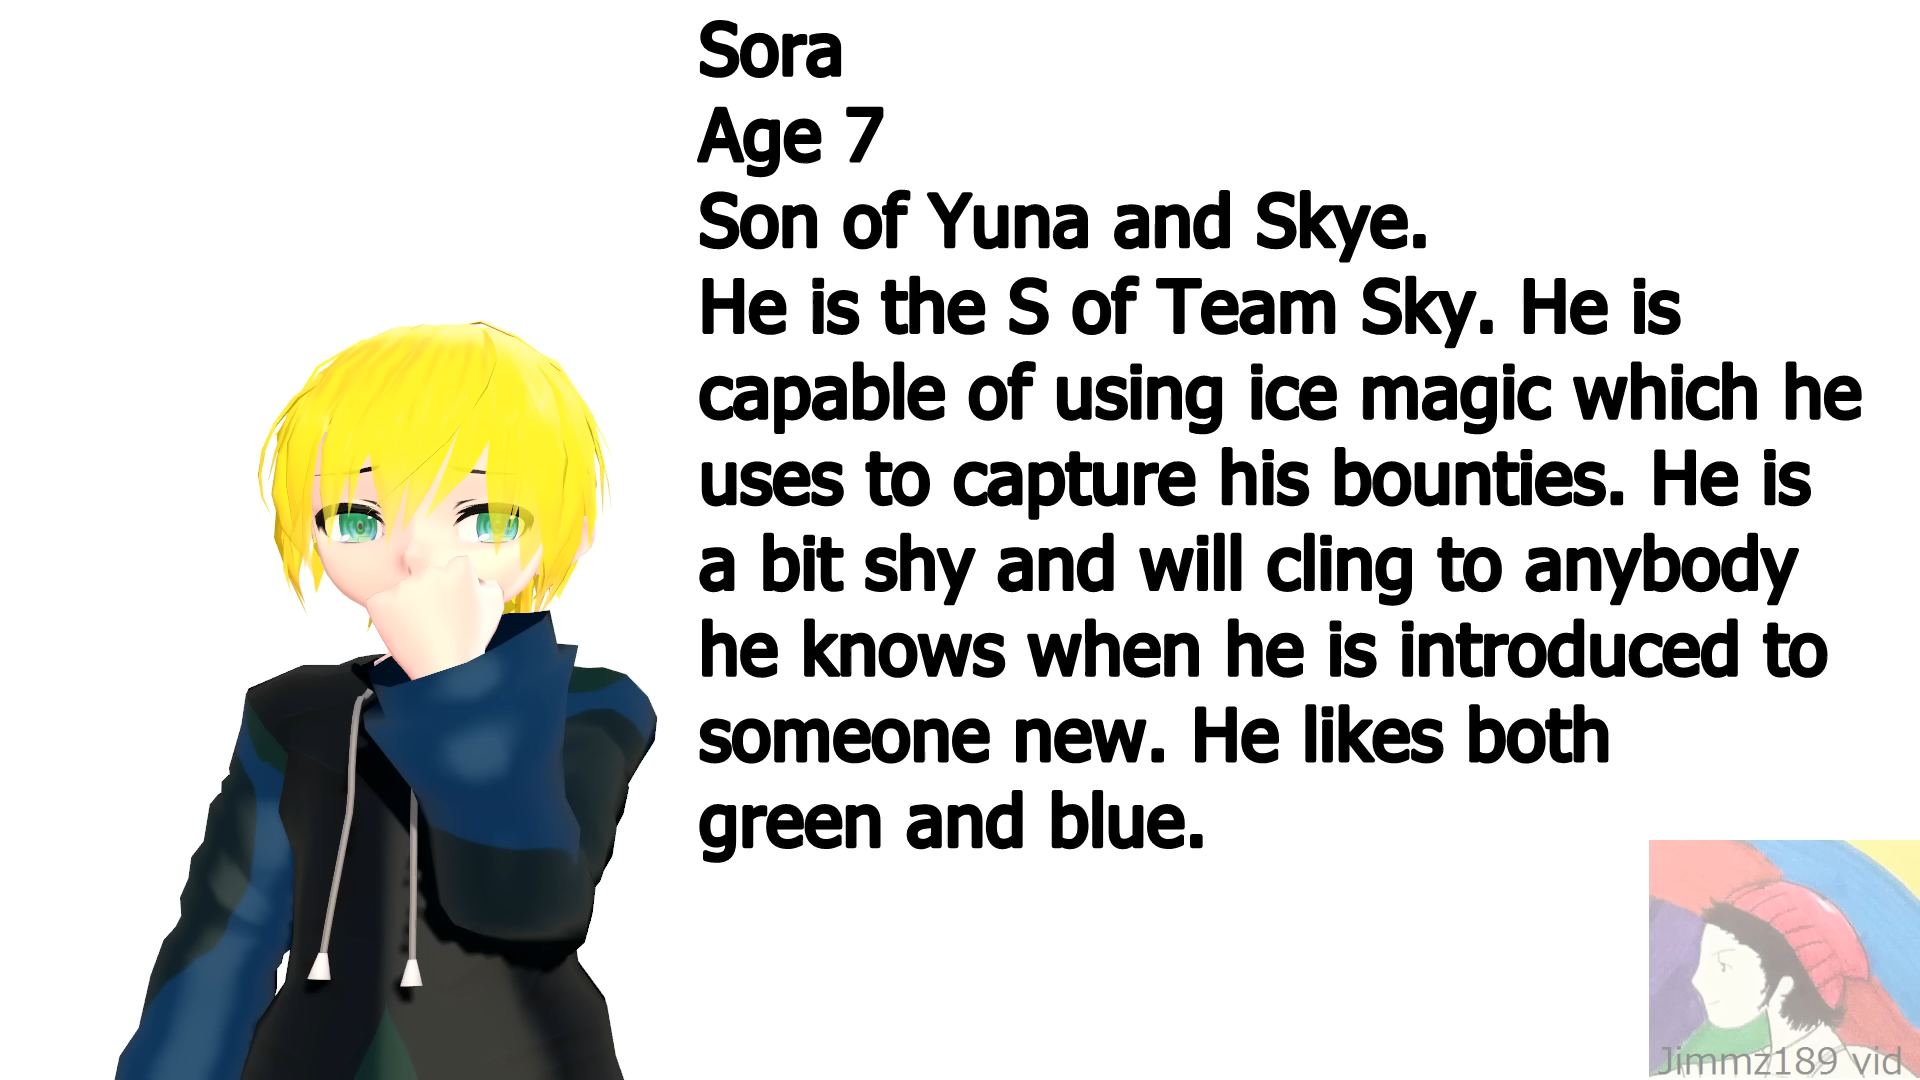 Sora
Age 7
Son of Yuna and Skye.
He is the S of Team Sky. He is
capable of using ice magic which he
uses to capture his bounties. He is
a bit shy and will cling to anybody
he knows when he is introduced to
someone new. He likes both
green and blue.
Jimmz189 vid